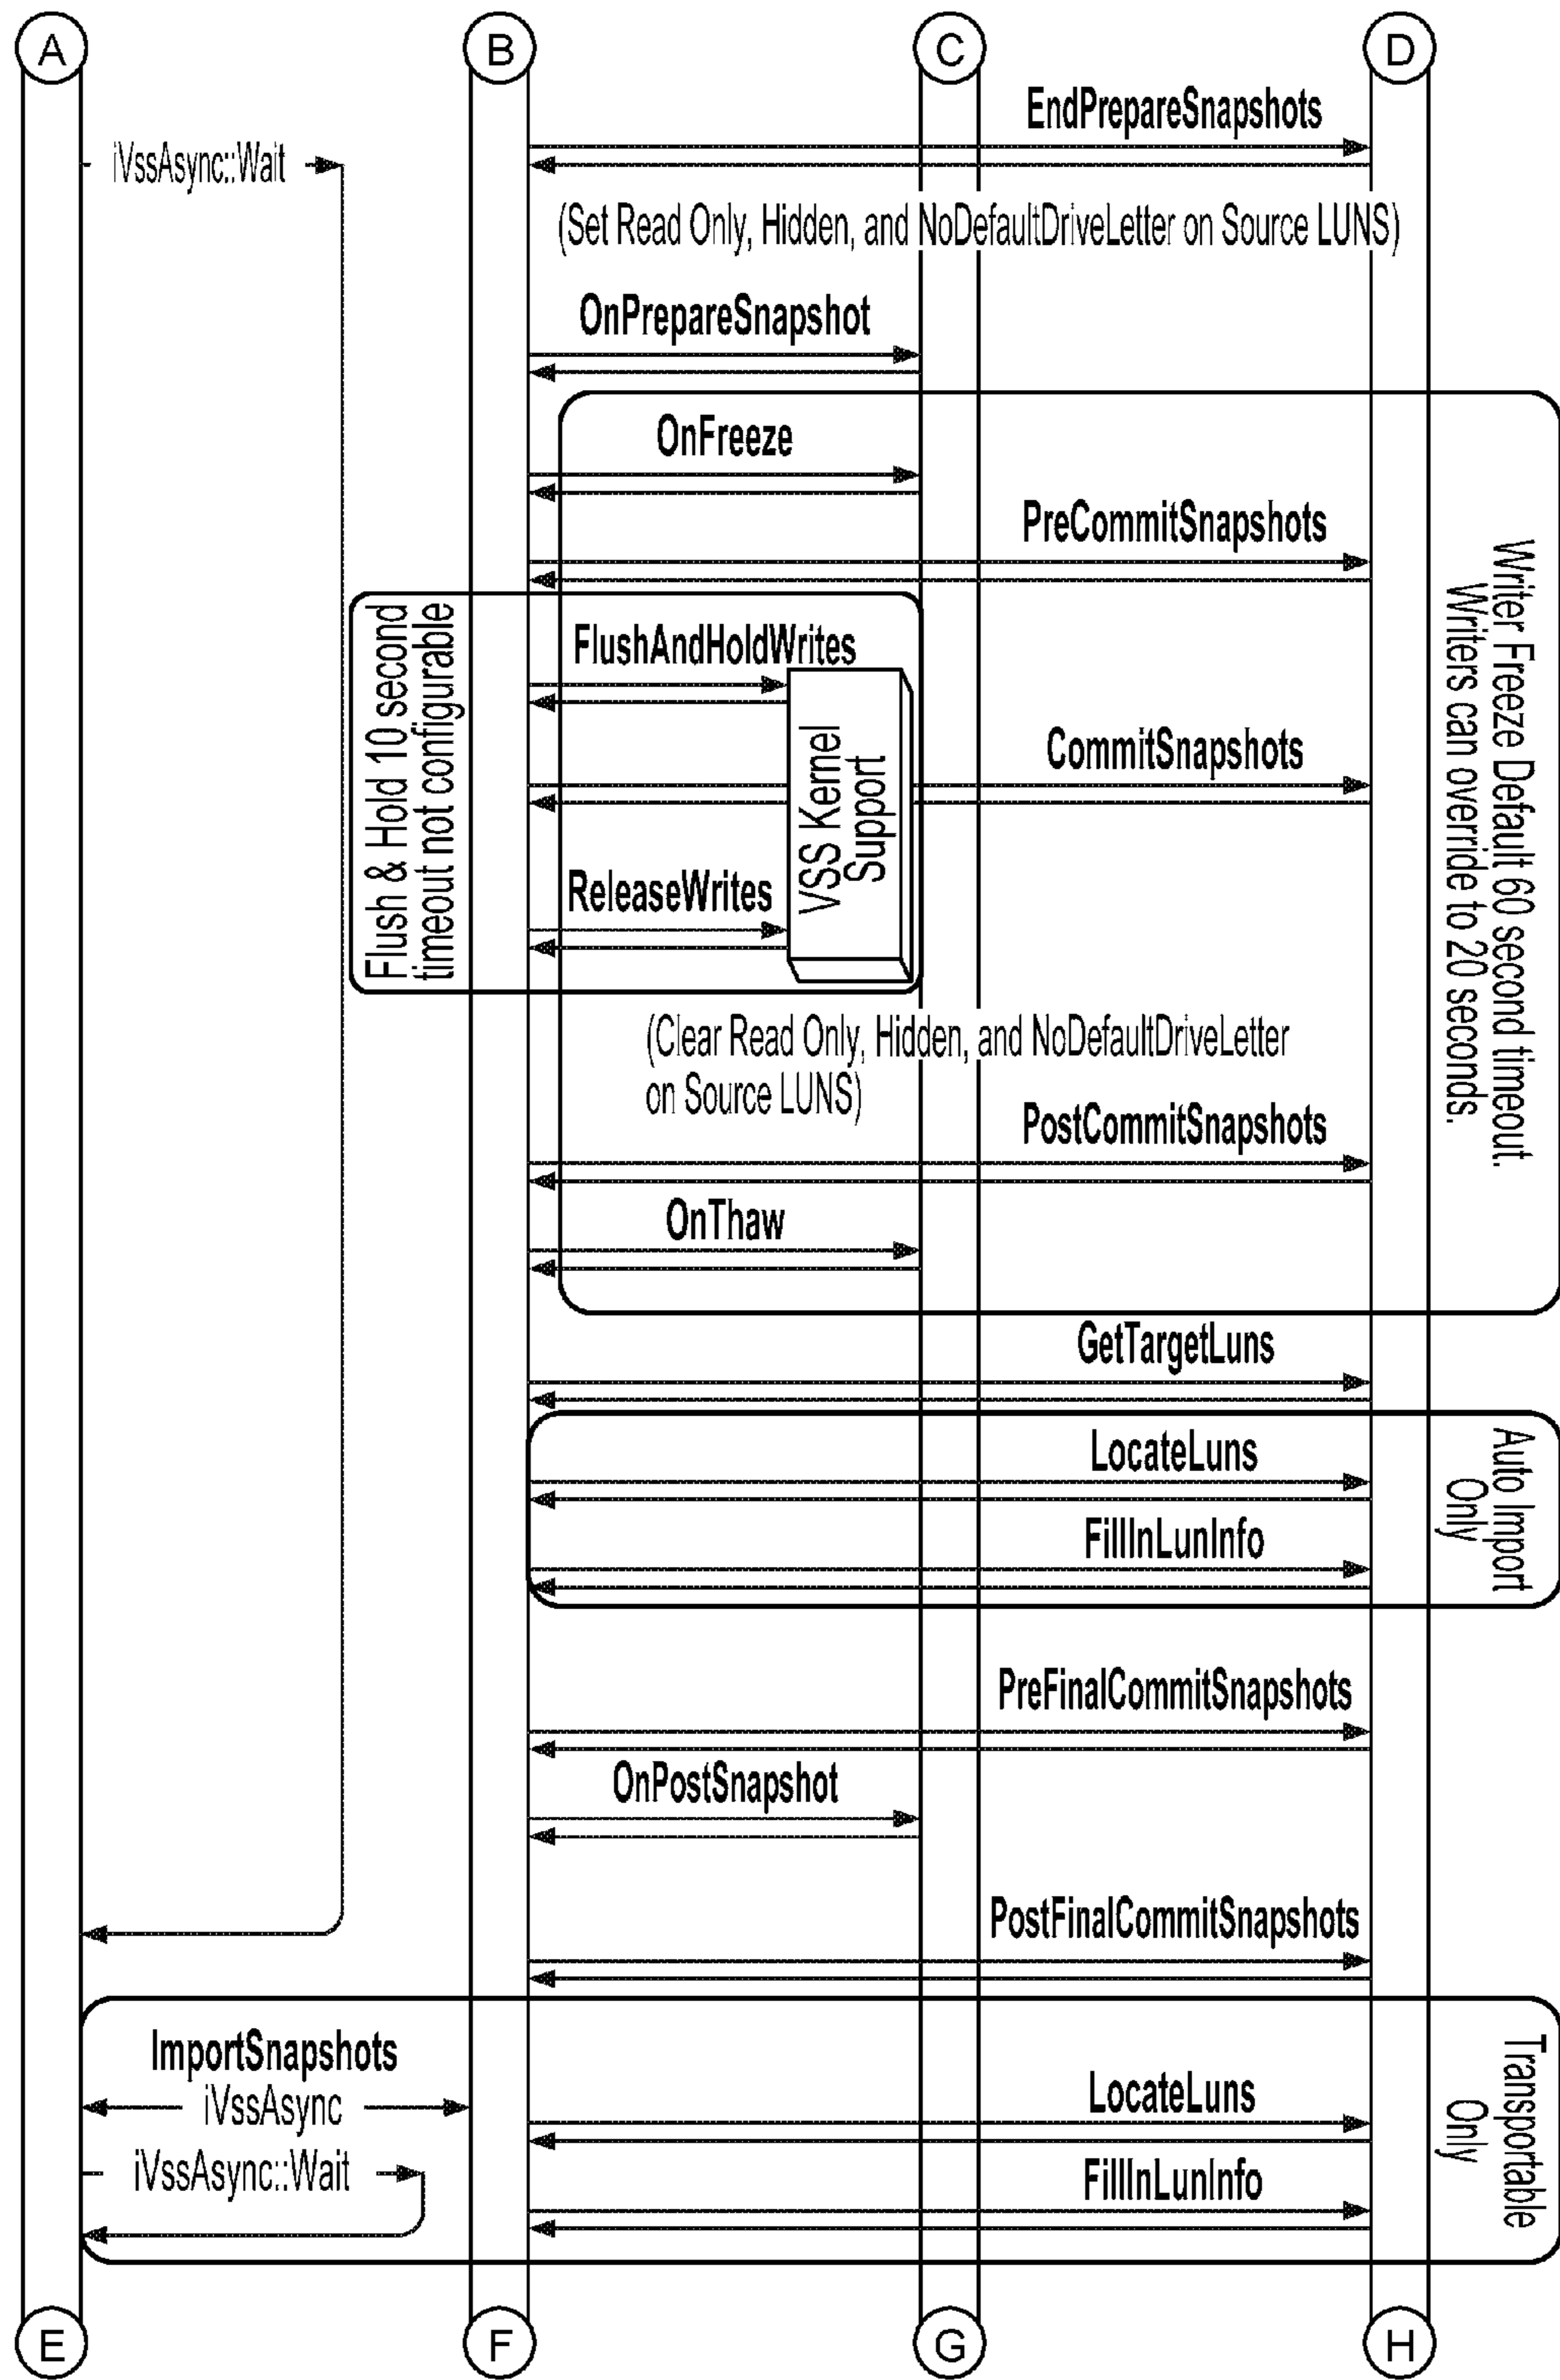 A
B
C
D
EndPrepareSnapshots
iVssAsync::Wait
(Set Read Only, Hidden, and NoDefaultDriveLetter on Source LUNS)
OnPrepareSnapshot
OnFreeze
PreCommitSnapshots
Writer Freeze Default 60 second timeout.
Writers can override to 20 seconds.
Flush & Hold 10 second
timeout not configurable
FlushAndHoldWrites
VSS Kernel
Support
CommitSnapshots
ReleaseWrites
(Clear Read Only, Hidden, and NoDefaultDriveLetter
on Source LUNS)
PostCommitSnapshots
OnThaw
GetTargetLuns
Auto Import
Only
LocateLuns
FillInLunInfo
PreFinalCommitSnapshots
OnPostSnapshot
PostFinalCommitSnapshots
Transportable
Only
ImportSnapshots
iVssAsync
LocateLuns
iVssAsync::Wait
FillInLunInfo
E
F
G
H